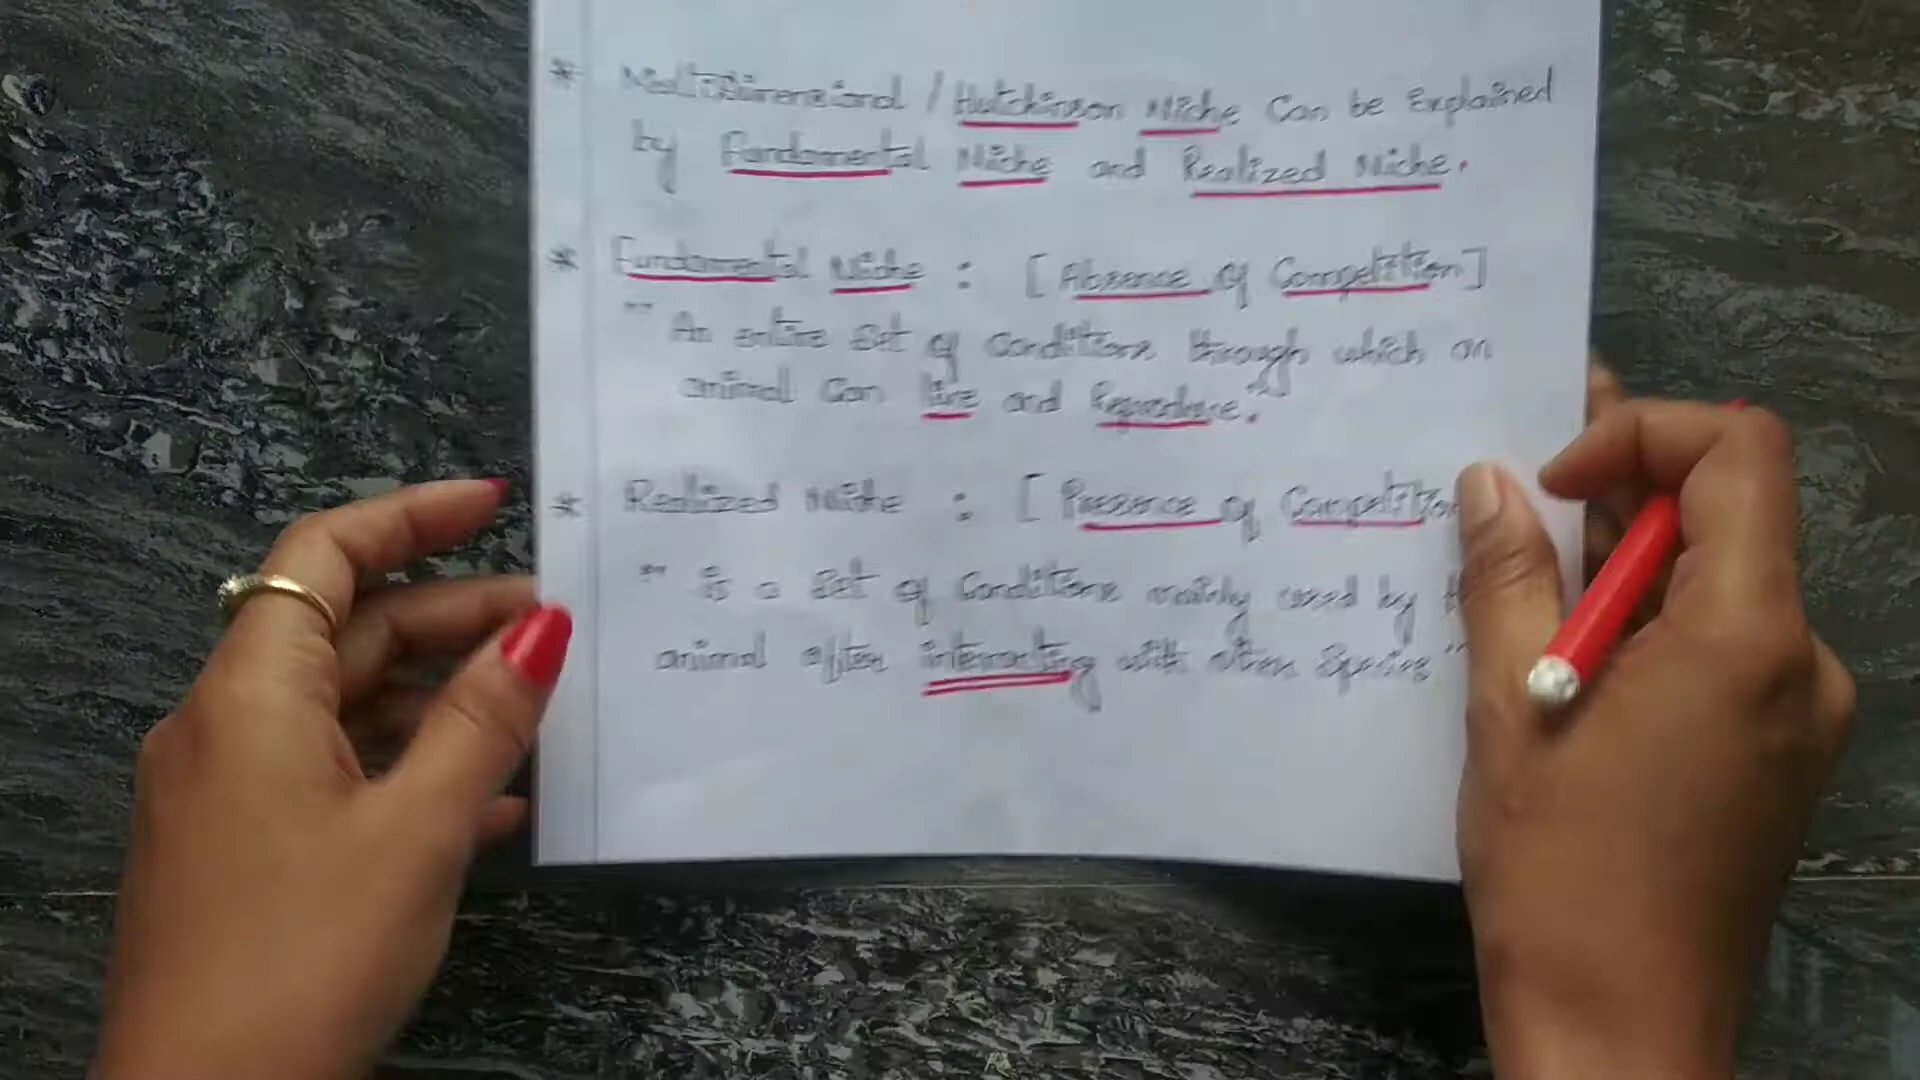 * Multidimensional / Hutchinson Niche Can be Explained
by Fundamental Niche and Realized Niche.
* Fundamental Niche : [Absence of Competition]
"An entire Set of Conditions through which an
animal Can live and Reproduce."
* Realized Niche : [Presence of Competition
"is a Set of Conditions mainly used by
animal after interacting with other Species"